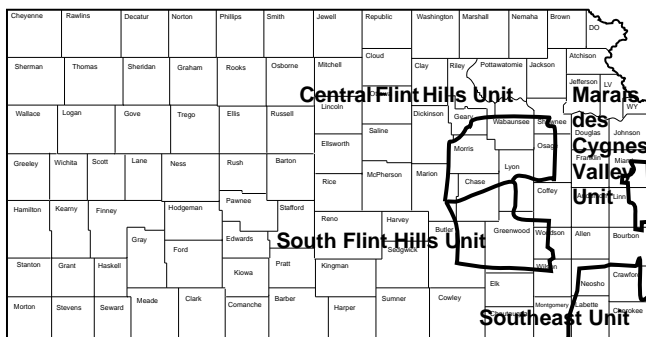 Cheyenne Rawlins Decatur Norton Phillips Smith Jewell Republic Washington Marshall Nemaha Brown
DO
Cloud
Atchison
Sherman Thomas Sheridan Graham Rooks Osborne Mitchell Clay Riley Pottawatomie Jackson
Jefferson LV
Central Flint Hills Unit Marais
Lincoln
WY
Wallace Logan Gove Trego Ellis Russell Dickinson Geary Wabaunsee Shawnee des
Saline
Douglas Johnson
Ellsworth Morris Osage Cygnes
Franklin Miami
Greeley Wichita Scott Lane Ness Rush Barton Lyon
Rice McPherson Marion Chase Coffey Valley
Anderson Linn
Unit
Hamilton Kearny Finney Hodgeman Pawnee Stafford
Reno Harvey Butler Greenwood Woodson Allen Bourbon
Gray Edwards South Flint Hills Unit
Ford Sedgwick
Stanton Grant Haskell Kiowa Pratt Kingman Wilson
Crawford
Elk Neosho
Morton Stevens Seward Meade Clark Comanche Barber Harper Sumner Cowley Montgomery Labette
Chautauqua Cherokee
Southeast Unit